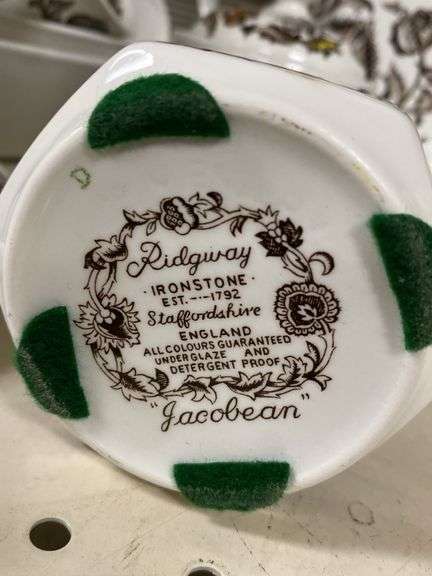 Ridgway
· IRONSTONE ·
EST.---1792
Staffordshire
ENGLAND
ALL COLOURS GUARANTEED
UNDERGLAZE AND
DETERGENT PROOF
"Jacobean"